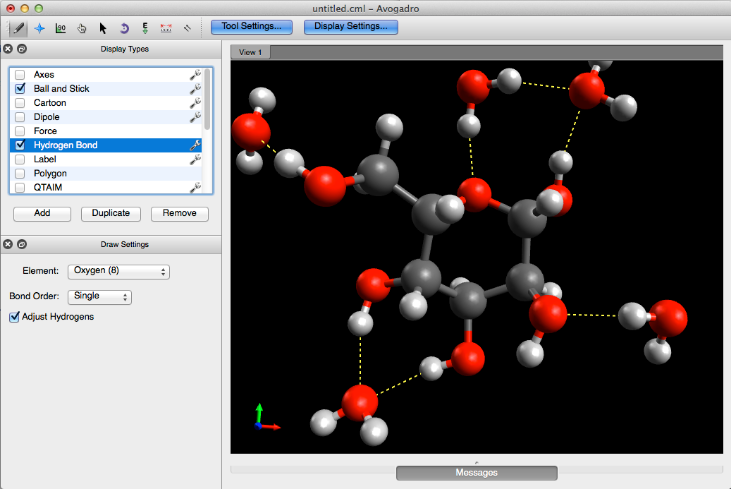 untitled.cml - Avogadro
Tool Settings...
Display Settings...
Display Types
View 1
Axes
Ball and Stick
Cartoon
Dipole
Force
Hydrogen Bond
Label
Polygon
QTAIM
Add
Duplicate
Remove
Draw Settings
Element:
Oxygen (8)
Bond Order:
Single
Adjust Hydrogens
Messages